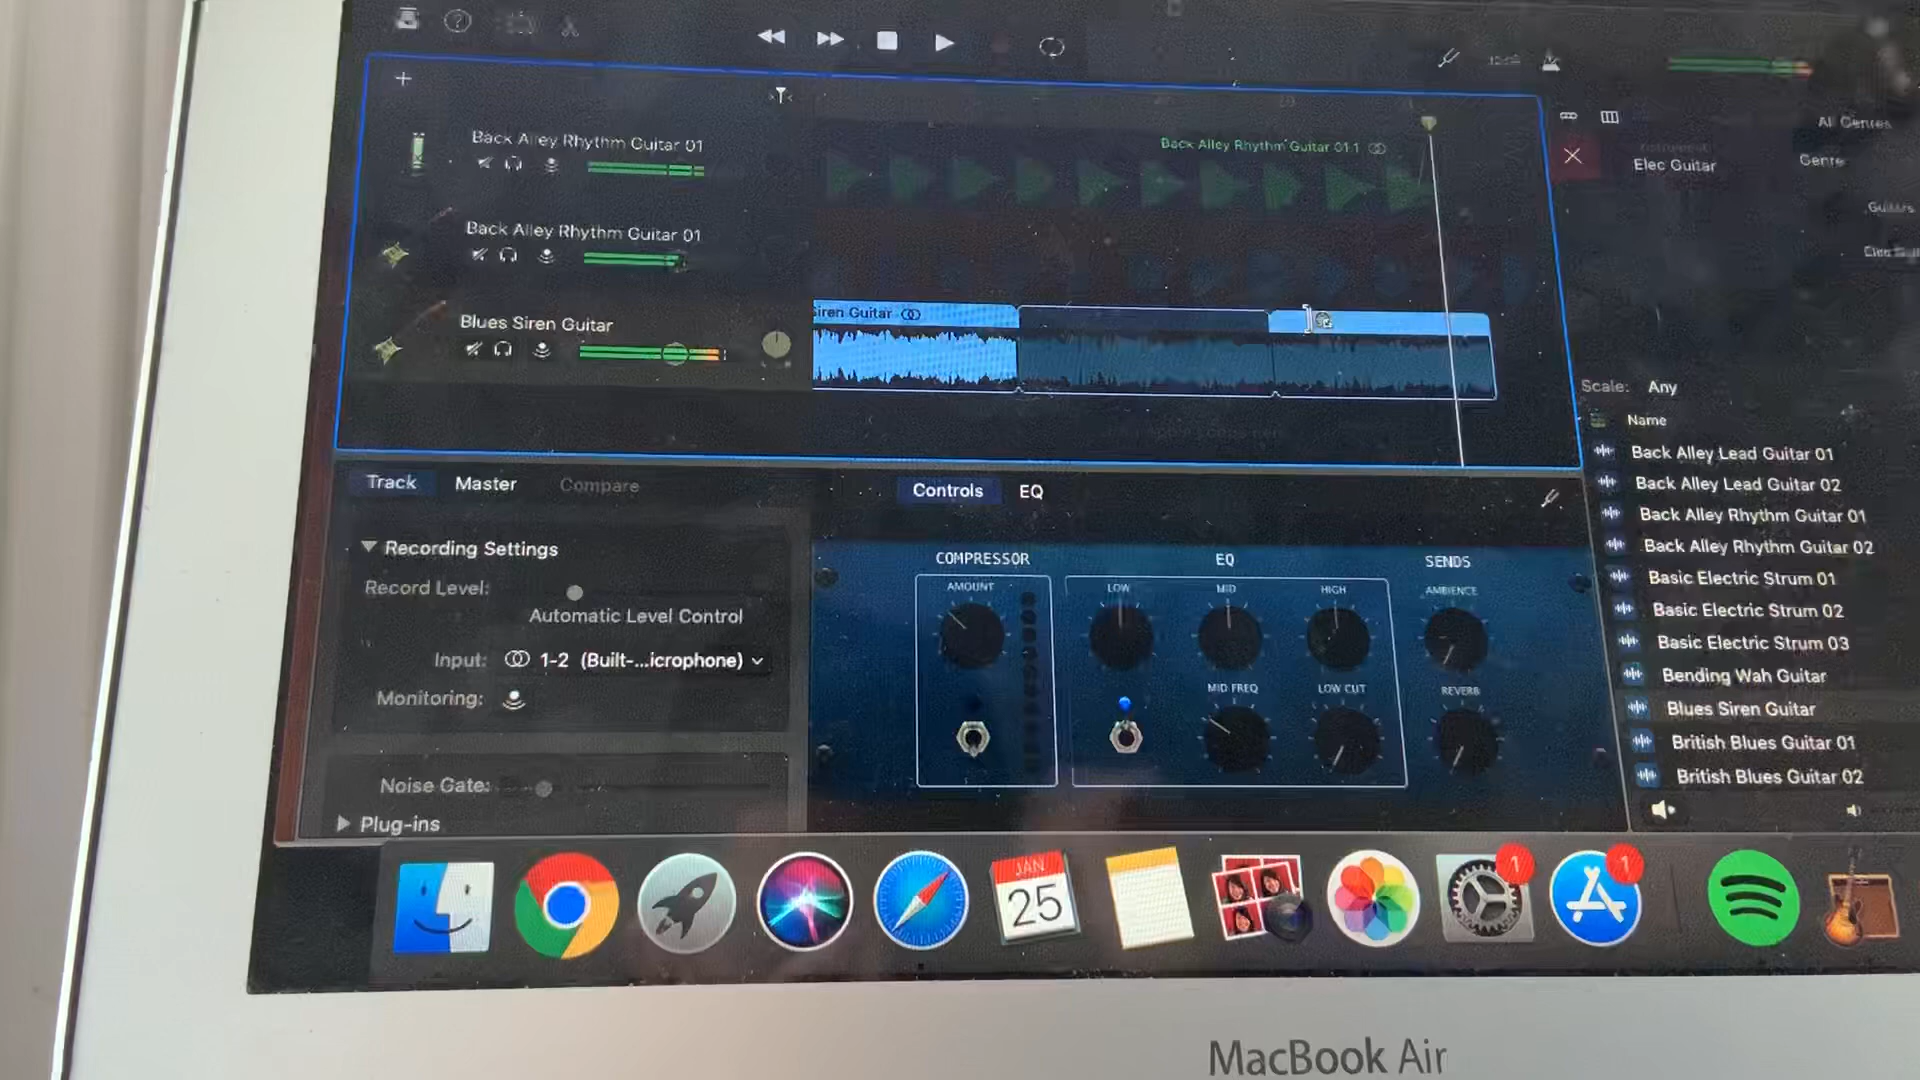 Back Alley Rhythm Guitar 01
Back Alley Rhythm Guitar 01.1
Back Alley Rhythm Guitar 01
Blues Siren Guitar
Siren Guitar
All Genres
Elec Guitar
Genre
Guitars
Scale: Any
Name
Back Alley Lead Guitar 01
Back Alley Lead Guitar 02
Back Alley Rhythm Guitar 01
Back Alley Rhythm Guitar 02
Basic Electric Strum 01
Basic Electric Strum 02
Basic Electric Strum 03
Bending Wah Guitar
Blues Siren Guitar
British Blues Guitar 01
British Blues Guitar 02
Track Master Compare
Controls EQ
Recording Settings
Record Level:
Automatic Level Control
Input: 1-2 (Built-...icrophone)
Monitoring:
Noise Gate:
Plug-ins
COMPRESSOR EQ SENDS
AMOUNT LOW MID HIGH AMBIENCE
MID FREQ LOW CUT REVERB
JAN
25
1
1
MacBook Air